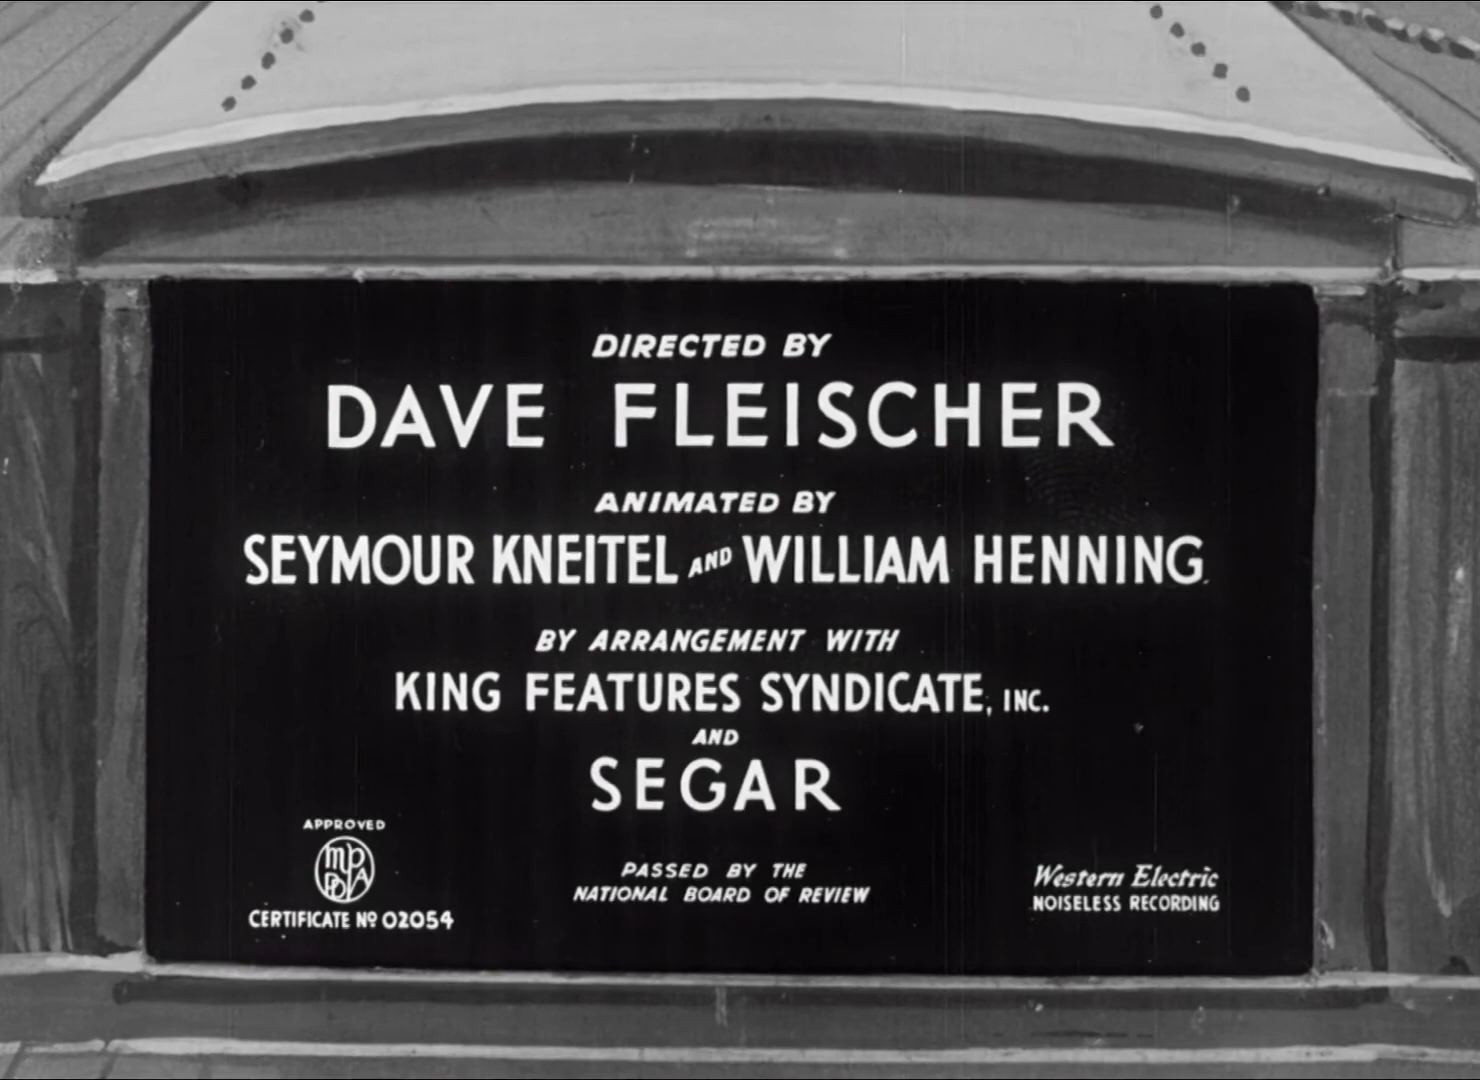 DIRECTED BY
DAVE FLEISCHER
ANIMATED BY
SEYMOUR KNEITEL AND WILLIAM HENNING.
BY ARRANGEMENT WITH
KING FEATURES SYNDICATE, INC.
AND
SEGAR
APPROVED
MPPDA
CERTIFICATE Nº 02054
PASSED BY THE
NATIONAL BOARD OF REVIEW
Western Electric
NOISELESS RECORDING